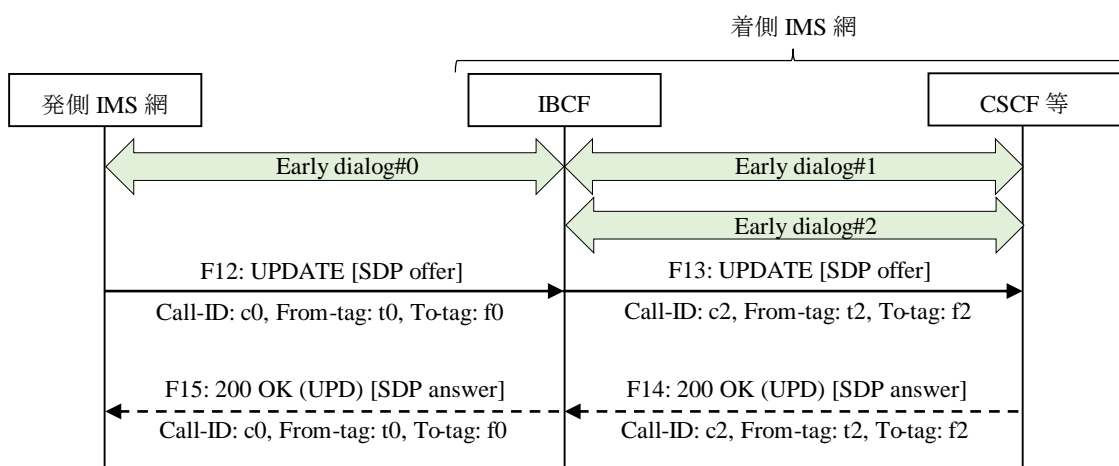 着側 IMS 網
発側 IMS 網
IBCF
CSCF 等
Early dialog#0
Early dialog#1
Early dialog#2
F12: UPDATE [SDP offer]
F13: UPDATE [SDP offer]
Call-ID: c0, From-tag: t0, To-tag: f0
Call-ID: c2, From-tag: t2, To-tag: f2
F15: 200 OK (UPD) [SDP answer]
F14: 200 OK (UPD) [SDP answer]
Call-ID: c0, From-tag: t0, To-tag: f0
Call-ID: c2, From-tag: t2, To-tag: f2